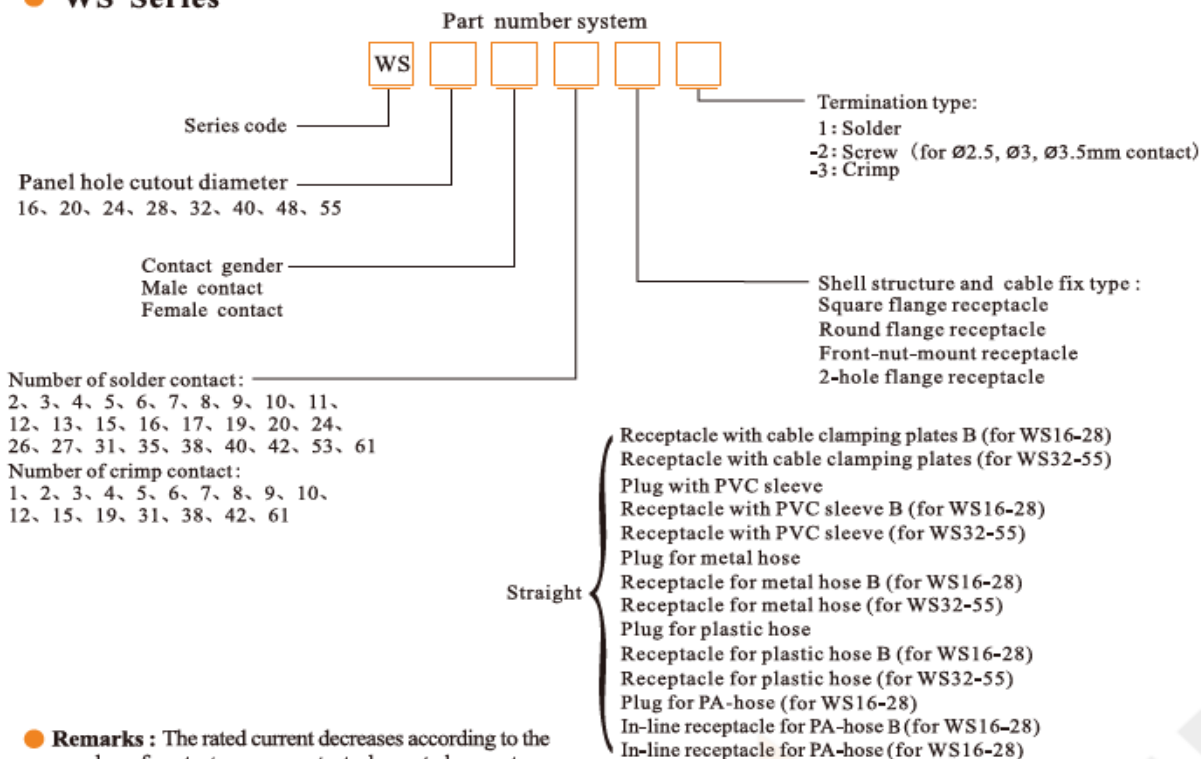 WS Series
Part number system
WS
Series code
Panel hole cutout diameter
16、20、24、28、32、40、48、55
Contact gender
Male contact
Female contact
Number of solder contact:
2、3、4、5、6、7、8、9、10、11、
12、13、15、16、17、19、20、24、
26、27、31、35、38、40、42、53、61
Number of crimp contact:
1、2、3、4、5、6、7、8、9、10、
12、15、19、31、38、42、61
Termination type:
1: Solder
-2: Screw (for Ø2.5, Ø3, Ø3.5mm contact)
-3: Crimp
Shell structure and cable fix type :
Square flange receptacle
Round flange receptacle
Front-nut-mount receptacle
2-hole flange receptacle
Straight
Receptacle with cable clamping plates B (for WS16-28)
Receptacle with cable clamping plates (for WS32-55)
Plug with PVC sleeve
Receptacle with PVC sleeve B (for WS16-28)
Receptacle with PVC sleeve (for WS32-55)
Plug for metal hose
Receptacle for metal hose B (for WS16-28)
Receptacle for metal hose (for WS32-55)
Plug for plastic hose
Receptacle for plastic hose B (for WS16-28)
Receptacle for plastic hose (for WS32-55)
Plug for PA-hose (for WS16-28)
In-line receptacle for PA-hose B (for WS16-28)
In-line receptacle for PA-hose (for WS16-28)
Remarks : The rated current decreases according to the